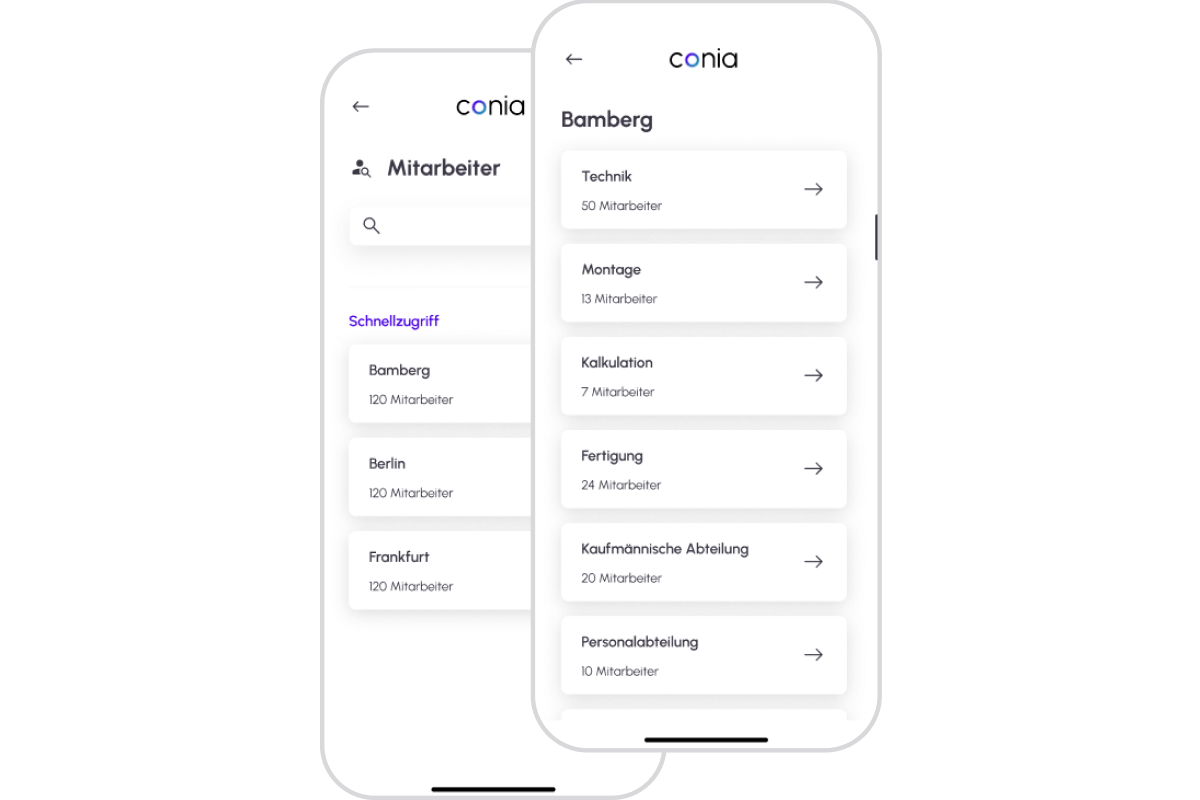 conia
Mitarbeiter
Schnellzugriff
Bamberg
120 Mitarbeiter
Berlin
120 Mitarbeiter
Frankfurt
120 Mitarbeiter
conia
Bamberg
Technik
50 Mitarbeiter
Montage
13 Mitarbeiter
Kalkulation
7 Mitarbeiter
Fertigung
24 Mitarbeiter
Kaufmännische Abteilung
20 Mitarbeiter
Personalabteilung
10 Mitarbeiter